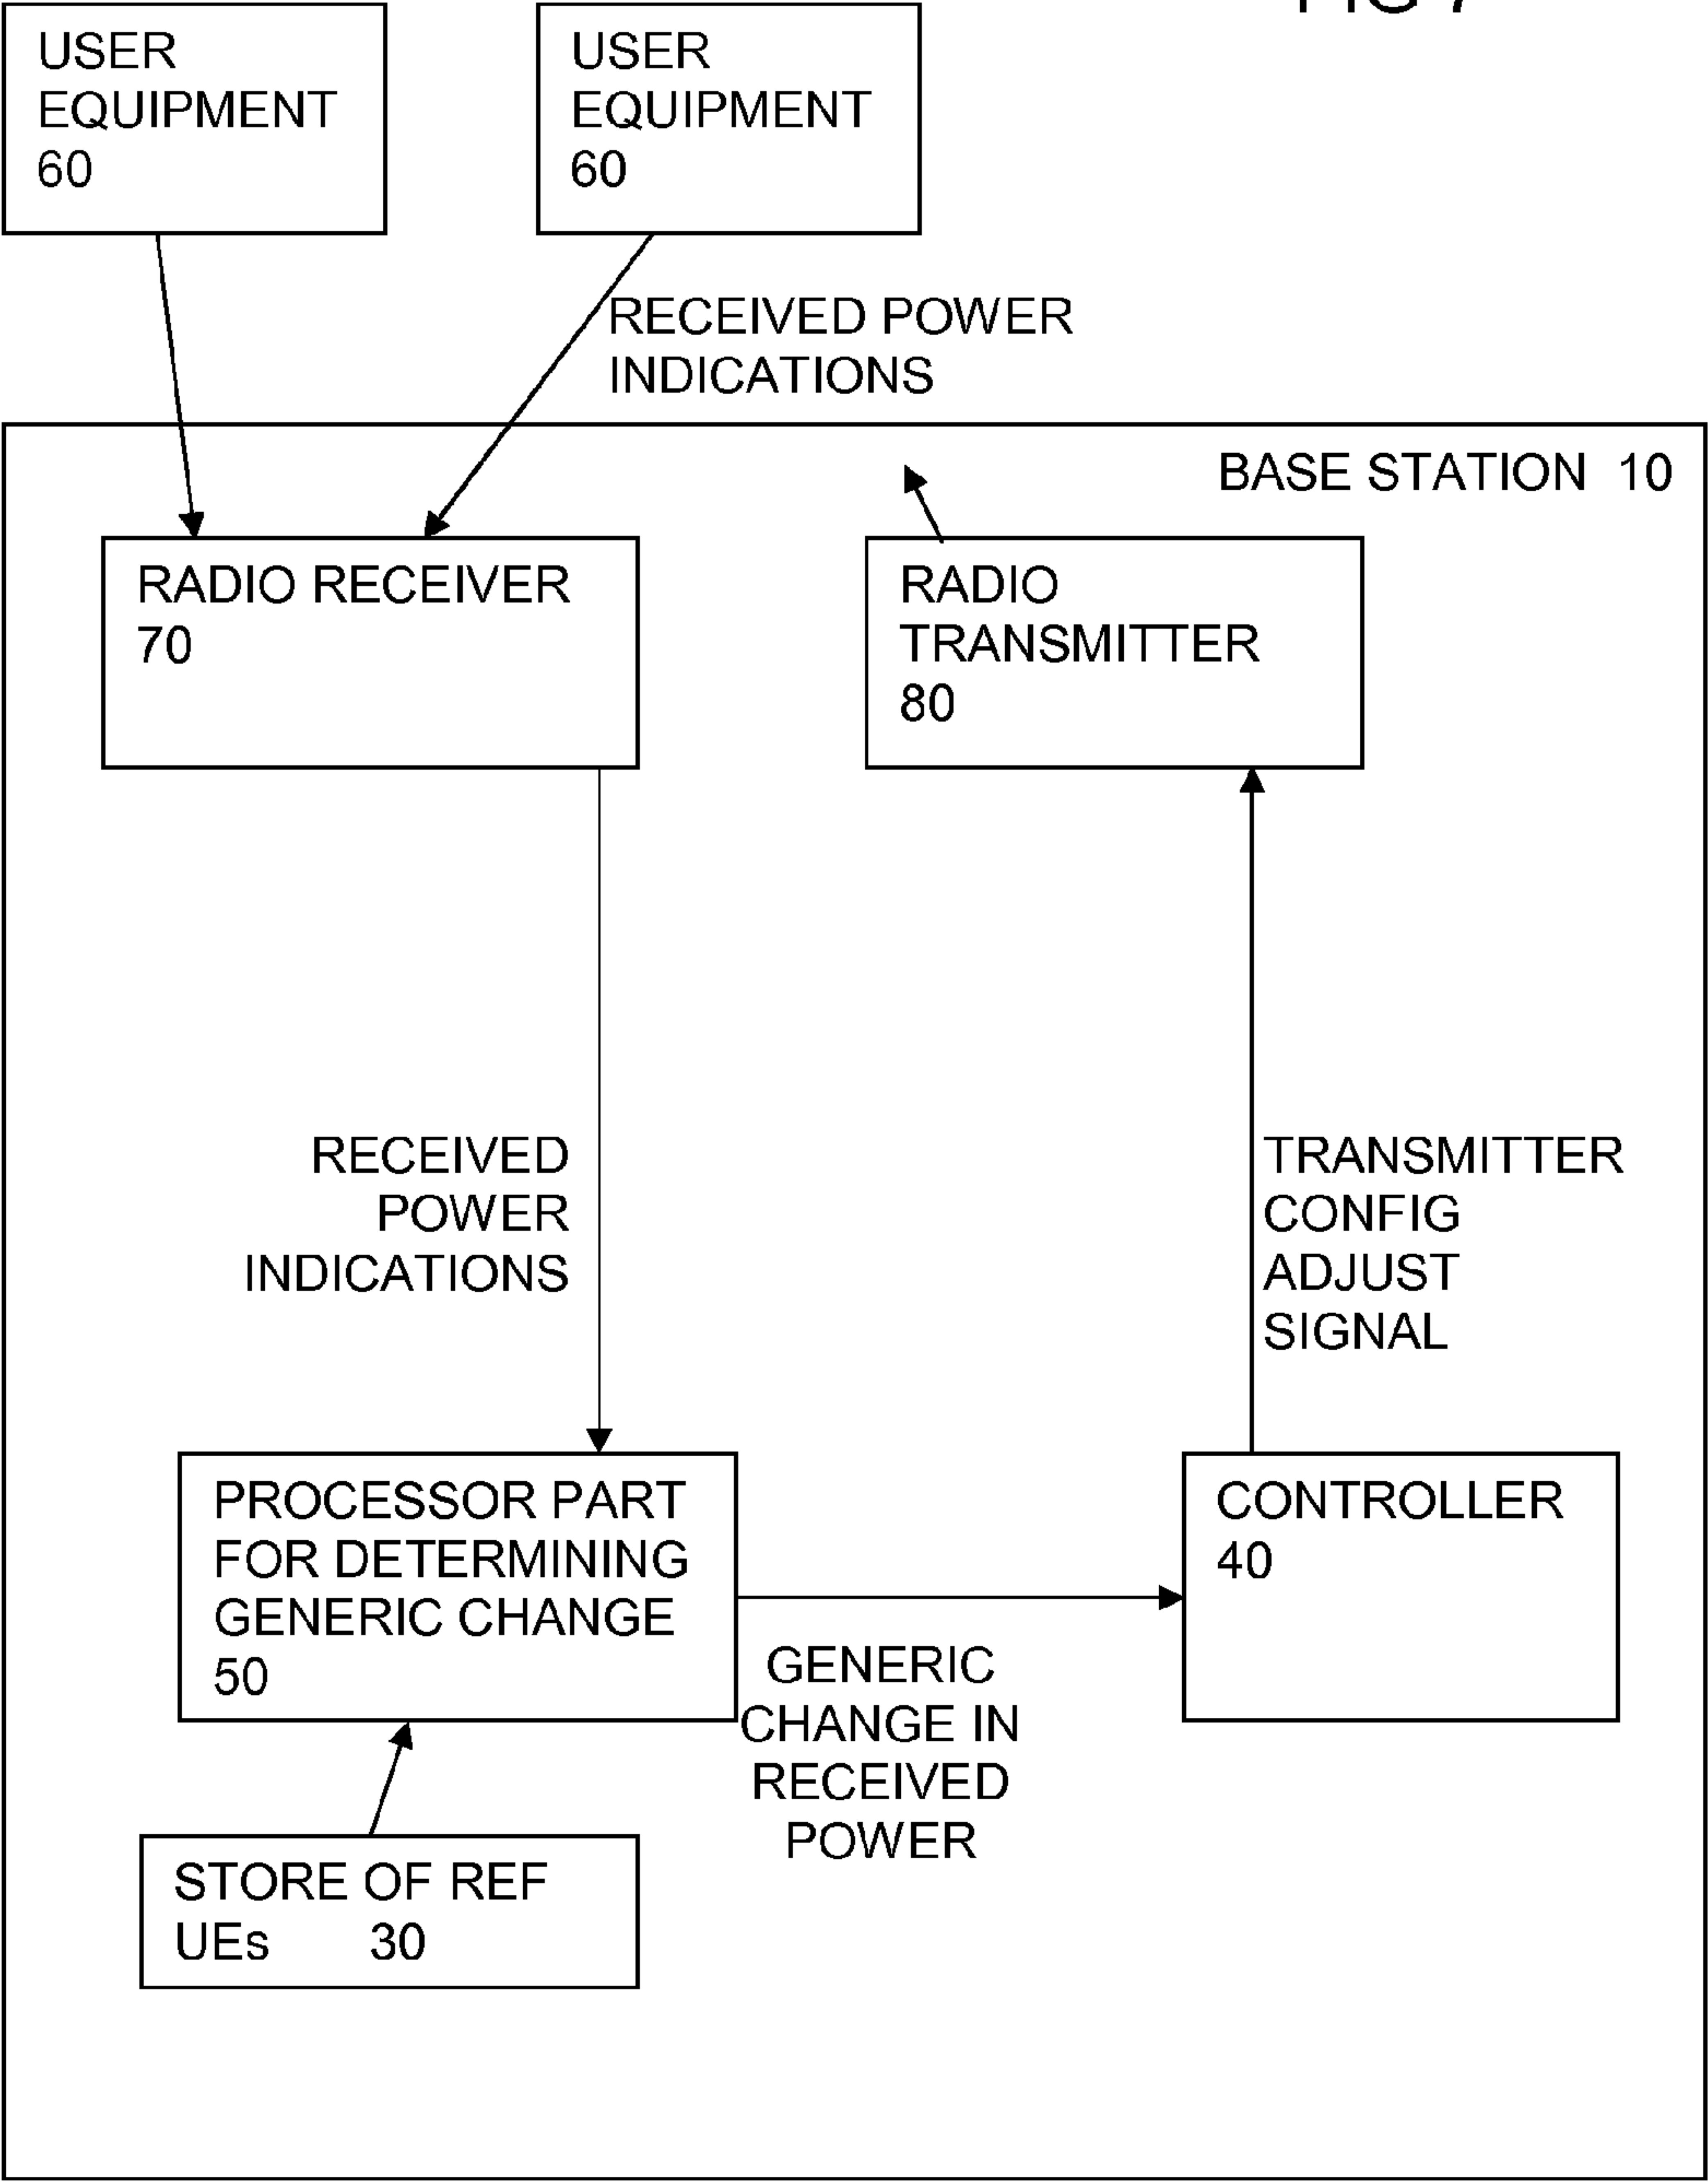 FIG 7
USER
EQUIPMENT
60
USER
EQUIPMENT
60
RECEIVED POWER
INDICATIONS
BASE STATION 10
RADIO RECEIVER
70
RADIO
TRANSMITTER
80
RECEIVED
POWER
INDICATIONS
TRANSMITTER
CONFIG
ADJUST
SIGNAL
PROCESSOR PART
FOR DETERMINING
GENERIC CHANGE
50
CONTROLLER
40
GENERIC
CHANGE IN
RECEIVED
POWER
STORE OF REF
UEs 30